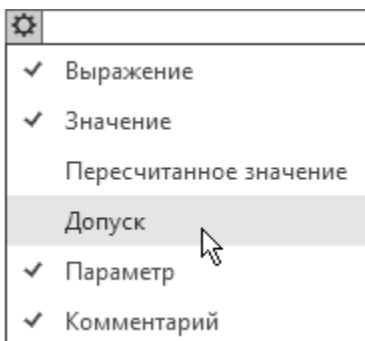 Выражение
Значение
Пересчитанное значение
Допуск
Параметр
Комментарий